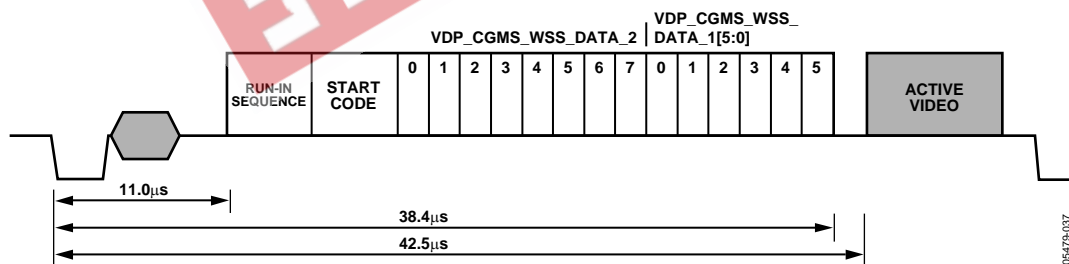 VDP_CGMS_WSS_DATA_2
VDP_CGMS_WSS_
DATA_1[5:0]
RUN-IN
SEQUENCE
START
CODE
0 1 2 3 4 5 6 7 0 1 2 3 4 5
ACTIVE
VIDEO
11.0µs
38.4µs
42.5µs
05479-037